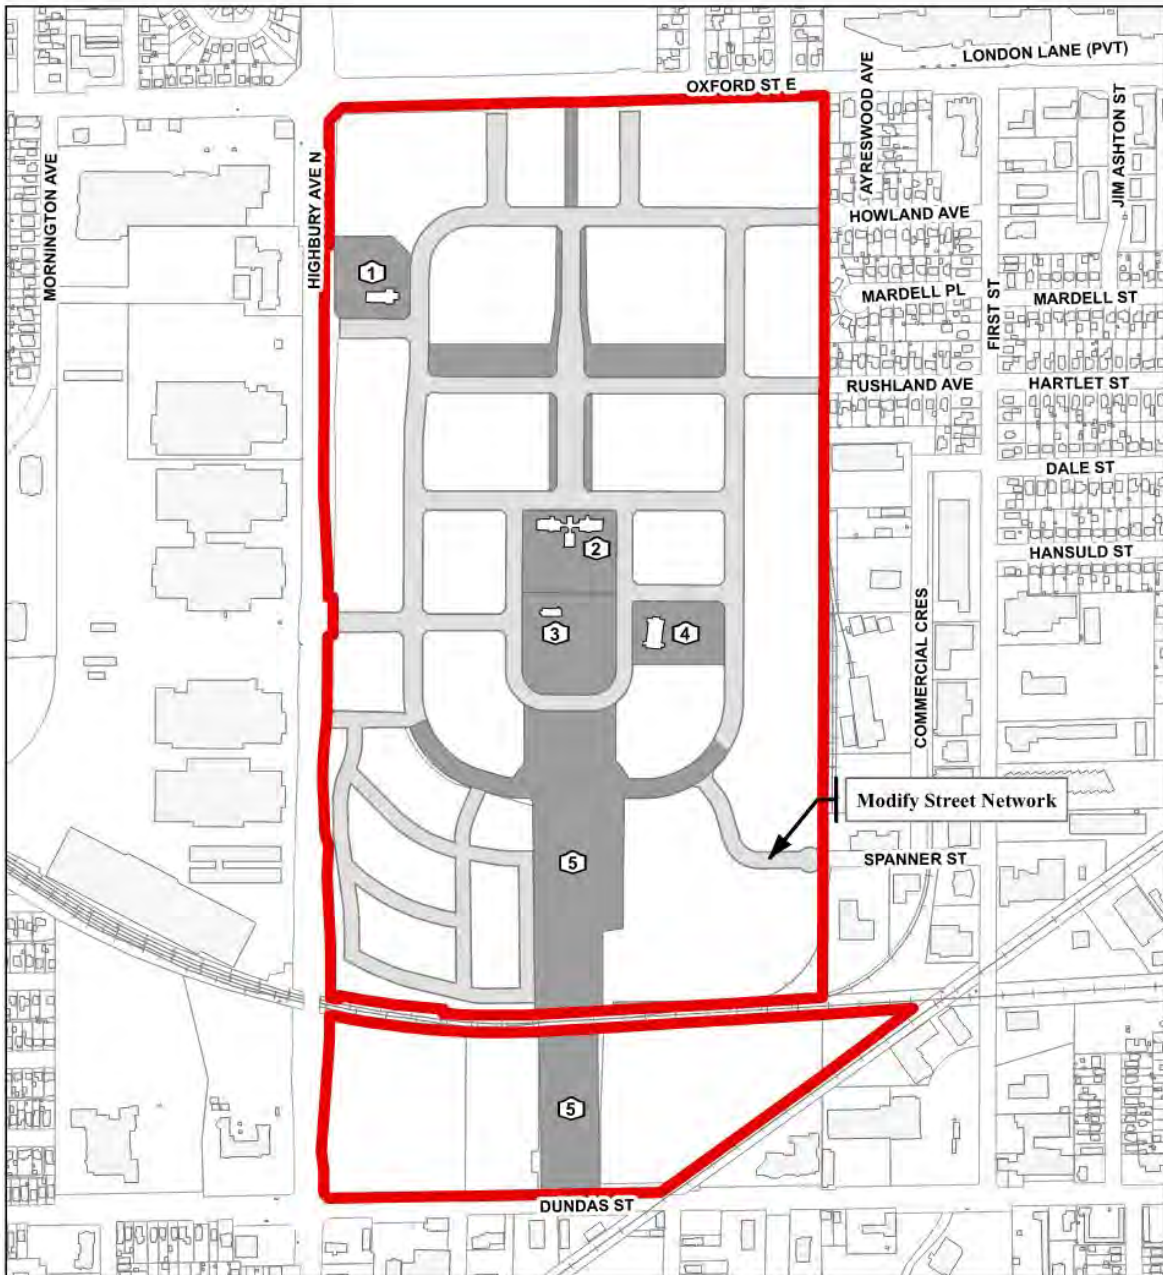 LONDON LANE (PVT)
OXFORD ST E
AYRESWOOD AVE
JIM ASHTON ST
MORNINGTON AVE
HIGHBURY AVE N
HOWLAND AVE
1
MARDELL PL
MARDELL ST
FIRST ST
RUSHLAND AVE
HARTLET ST
DALE ST
2
HANSULD ST
3
4
COMMERCIAL CRES
Modify Street Network
5
SPANNER ST
5
DUNDAS ST